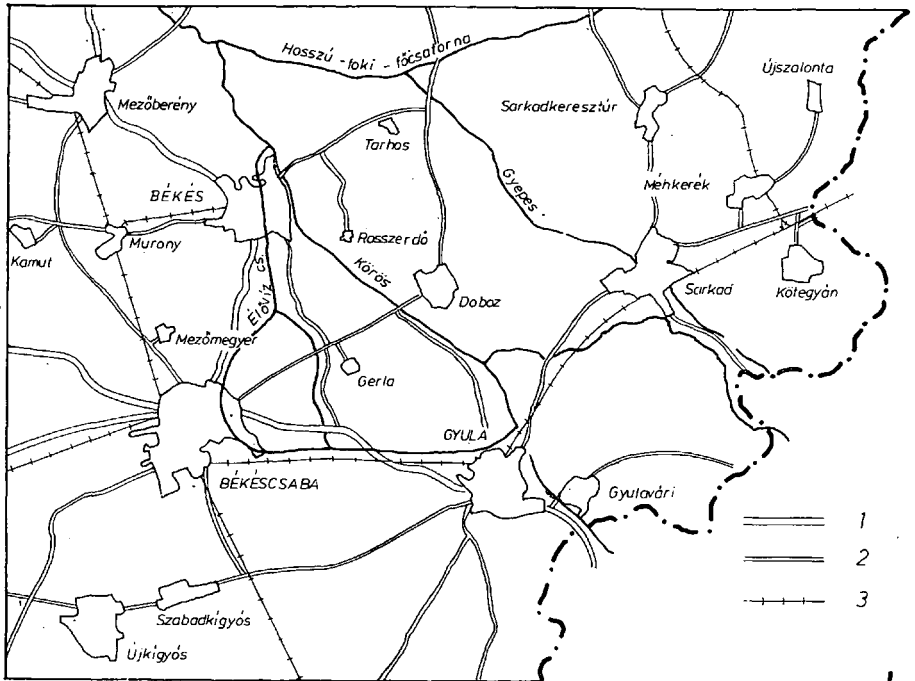 Hosszú-foki-főcsatorna
Újszalonta
Mezőberény
Sarkadkeresztúr
Tarhos
Gyepes
Méhkerék
BÉKÉS
Murony
Rosszerdő
Kamut
Körös
Élővíz cs.
Doboz
Sarkad
Kötegyán
Mezőmegyer
Gerla
GYULA
BÉKÉSCSABA
Gyulavári
1
2
3
Szabadkígyós
Újkígyós